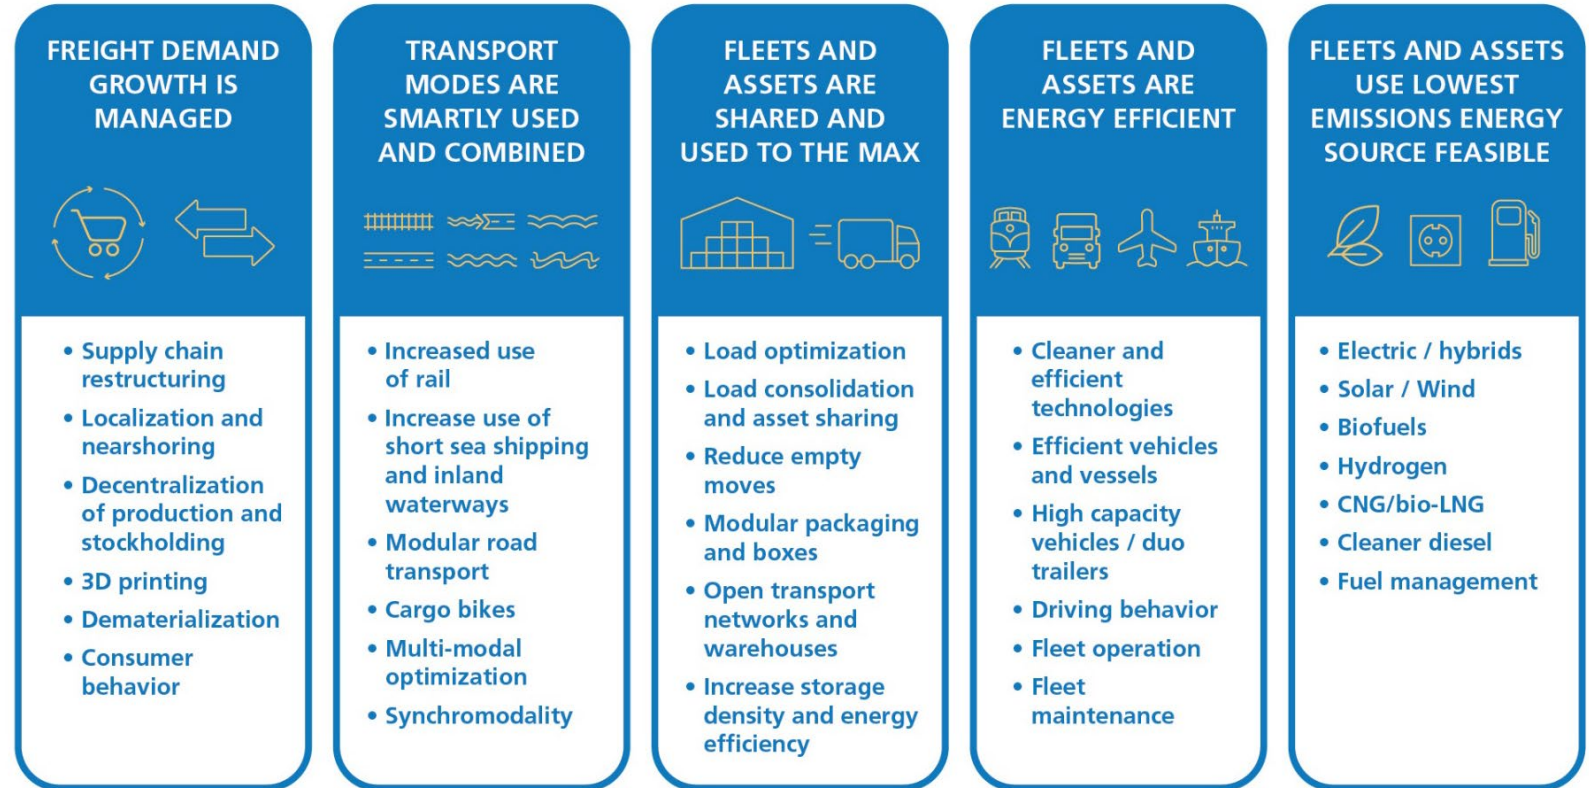 FREIGHT DEMAND
GROWTH IS
MANAGED
• Supply chain
restructuring
• Localization and
nearshoring
• Decentralization
of production and
stockholding
• 3D printing
• Dematerialization
• Consumer
behavior
TRANSPORT
MODES ARE
SMARTLY USED
AND COMBINED
• Increased use
of rail
• Increase use of
short sea shipping
and inland
waterways
• Modular road
transport
• Cargo bikes
• Multi-modal
optimization
• Synchromodality
FLEETS AND
ASSETS ARE
SHARED AND
USED TO THE MAX
• Load optimization
• Load consolidation
and asset sharing
• Reduce empty
moves
• Modular packaging
and boxes
• Open transport
networks and
warehouses
• Increase storage
density and energy
efficiency
FLEETS AND
ASSETS ARE
ENERGY EFFICIENT
• Cleaner and
efficient
technologies
• Efficient vehicles
and vessels
• High capacity
vehicles / duo
trailers
• Driving behavior
• Fleet operation
• Fleet
maintenance
FLEETS AND ASSETS
USE LOWEST
EMISSIONS ENERGY
SOURCE FEASIBLE
• Electric / hybrids
• Solar / Wind
• Biofuels
• Hydrogen
• CNG/bio-LNG
• Cleaner diesel
• Fuel management